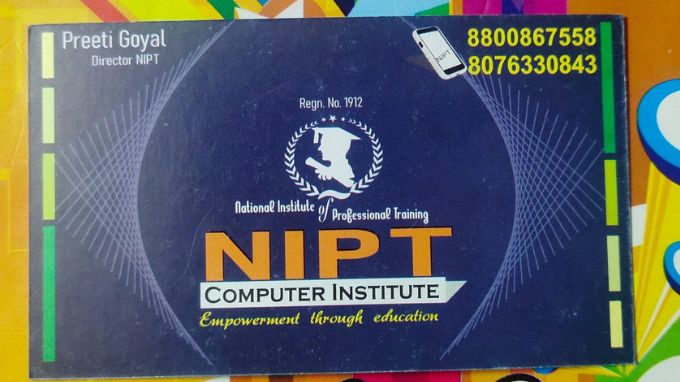 Preeti Goyal
Director NIPT
NIPT
8800867558
8076330843
Regn. No. 1912
National Institute of Professional Training
NIPT
COMPUTER INSTITUTE
Empowerment through education